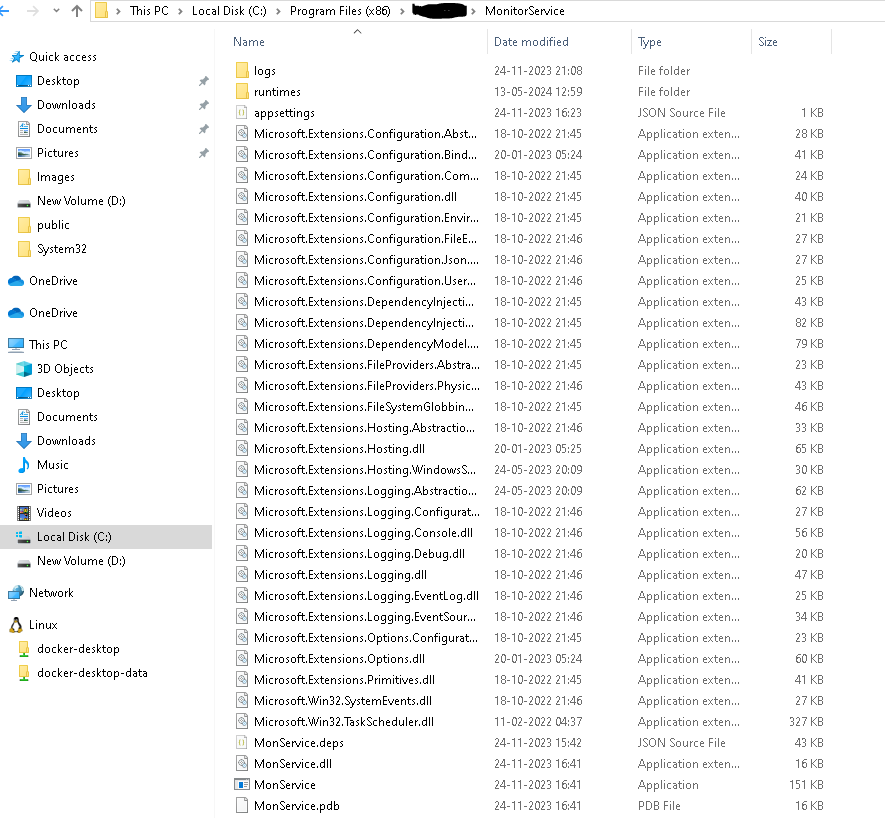 This PC > Local Disk (C:) > Program Files (x86) > > MonitorService
Quick access
Desktop
Downloads
Documents
Pictures
Images
New Volume (D:)
public
System32
OneDrive
OneDrive
This PC
3D Objects
Desktop
Documents
Downloads
Music
Pictures
Videos
Local Disk (C:)
New Volume (D:)
Network
Linux
docker-desktop
docker-desktop-data
Name Date modified Type Size
logs 24-11-2023 21:08 File folder
runtimes 13-05-2024 12:59 File folder
appsettings 24-11-2023 16:23 JSON Source File 1 KB
Microsoft.Extensions.Configuration.Abst... 18-10-2022 21:45 Application exten... 28 KB
Microsoft.Extensions.Configuration.Bind... 20-01-2023 05:24 Application exten... 41 KB
Microsoft.Extensions.Configuration.Com... 18-10-2022 21:45 Application exten... 24 KB
Microsoft.Extensions.Configuration.dll 18-10-2022 21:45 Application exten... 40 KB
Microsoft.Extensions.Configuration.Envir... 18-10-2022 21:45 Application exten... 21 KB
Microsoft.Extensions.Configuration.FileE... 18-10-2022 21:46 Application exten... 27 KB
Microsoft.Extensions.Configuration.Json.... 18-10-2022 21:46 Application exten... 27 KB
Microsoft.Extensions.Configuration.User... 18-10-2022 21:46 Application exten... 25 KB
Microsoft.Extensions.DependencyInjecti... 18-10-2022 21:45 Application exten... 43 KB
Microsoft.Extensions.DependencyInjecti... 18-10-2022 21:45 Application exten... 82 KB
Microsoft.Extensions.DependencyModel.... 18-10-2022 21:45 Application exten... 79 KB
Microsoft.Extensions.FileProviders.Abstra... 18-10-2022 21:45 Application exten... 23 KB
Microsoft.Extensions.FileProviders.Physic... 18-10-2022 21:46 Application exten... 43 KB
Microsoft.Extensions.FileSystemGlobbin... 18-10-2022 21:45 Application exten... 46 KB
Microsoft.Extensions.Hosting.Abstractio... 18-10-2022 21:46 Application exten... 33 KB
Microsoft.Extensions.Hosting.dll 20-01-2023 05:25 Application exten... 65 KB
Microsoft.Extensions.Hosting.WindowsS... 24-05-2023 20:09 Application exten... 30 KB
Microsoft.Extensions.Logging.Abstractio... 24-05-2023 20:09 Application exten... 62 KB
Microsoft.Extensions.Logging.Configurat... 18-10-2022 21:46 Application exten... 27 KB
Microsoft.Extensions.Logging.Console.dll 18-10-2022 21:46 Application exten... 56 KB
Microsoft.Extensions.Logging.Debug.dll 18-10-2022 21:46 Application exten... 20 KB
Microsoft.Extensions.Logging.dll 18-10-2022 21:46 Application exten... 47 KB
Microsoft.Extensions.Logging.EventLog.dll 18-10-2022 21:46 Application exten... 25 KB
Microsoft.Extensions.Logging.EventSour... 18-10-2022 21:46 Application exten... 34 KB
Microsoft.Extensions.Options.Configurat... 18-10-2022 21:45 Application exten... 23 KB
Microsoft.Extensions.Options.dll 20-01-2023 05:24 Application exten... 60 KB
Microsoft.Extensions.Primitives.dll 18-10-2022 21:45 Application exten... 41 KB
Microsoft.Win32.SystemEvents.dll 18-10-2022 21:46 Application exten... 27 KB
Microsoft.Win32.TaskScheduler.dll 11-02-2022 04:37 Application exten... 327 KB
MonService.deps 24-11-2023 15:42 JSON Source File 43 KB
MonService.dll 24-11-2023 16:41 Application exten... 16 KB
MonService 24-11-2023 16:41 Application 151 KB
MonService.pdb 24-11-2023 16:41 PDB File 16 KB